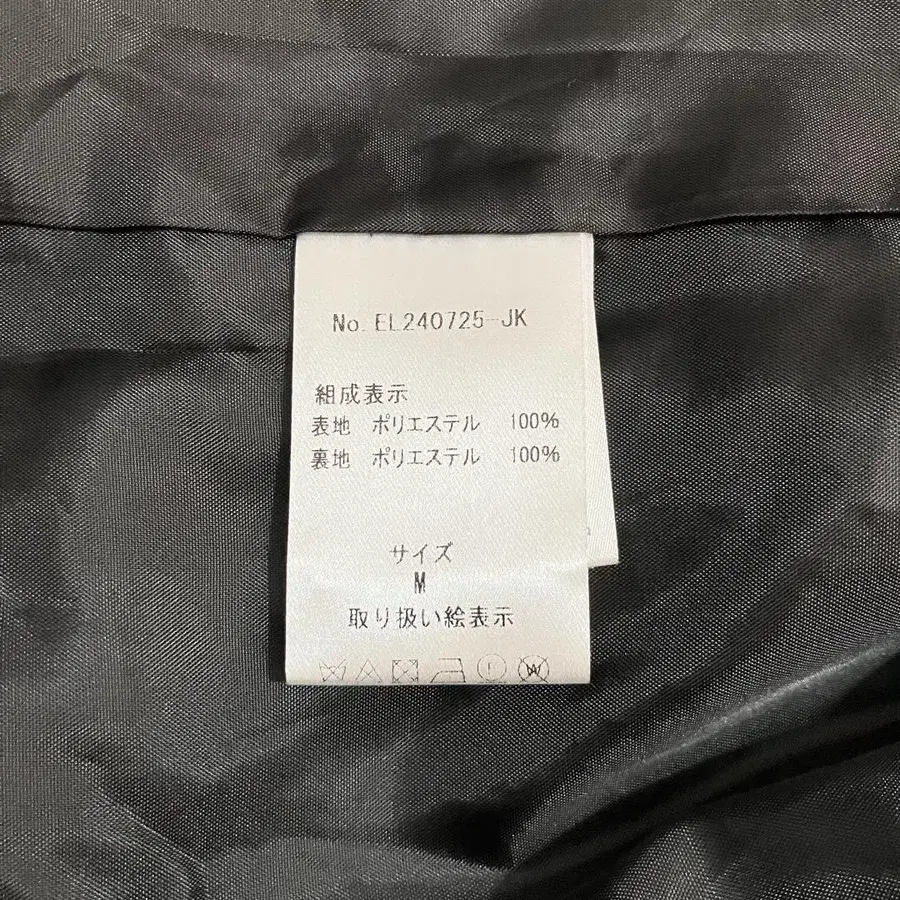 No. EL240725-JK
組成表示
表地 ポリエステル 100%
裏地 ポリエステル 100%
サイズ
M
取り扱い絵表示